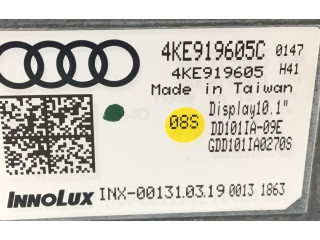 4KE919605C 0147
4KE919605 H41
Made in Taiwan
08S
Display10.1"
DD101IA-09E
GDD101IA0270S
INNOLUX INX-00131.03.19 0013 1863